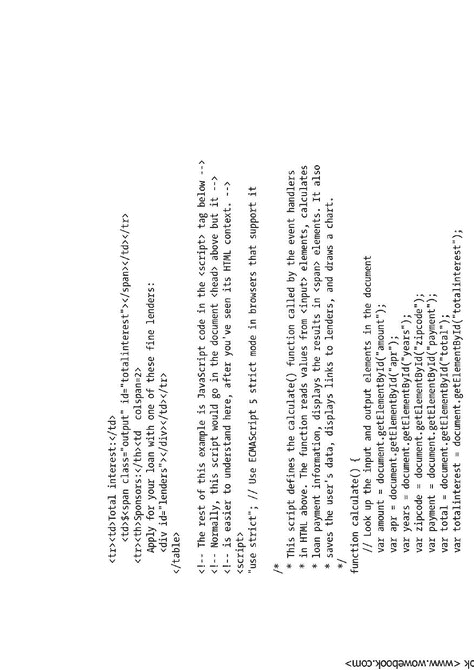 <tr><td>Total interest:</td>
<td>$<span class="output" id="totalinterest"></span></td></tr>
<tr><th>Sponsors:</th><td colspan=2>
Apply for your loan with one of these fine lenders:
<div id="lenders"></div></td></tr>
</table>
<!-- The rest of this example is JavaScript code in the <script> tag below -->
<!-- Normally, this script would go in the document <head> above but it -->
<!-- is easier to understand here, after you've seen its HTML context. -->
<script>
"use strict"; // Use ECMAScript 5 strict mode in browsers that support it
/*
* This script defines the calculate() function called by the event handlers
* in HTML above. The function reads values from <input> elements, calculates
* loan payment information, displays the results in <span> elements. It also
* saves the user's data, displays links to lenders, and draws a chart.
*/
function calculate() {
// Look up the input and output elements in the document
var amount = document.getElementById("amount");
var apr = document.getElementById("apr");
var years = document.getElementById("years");
var zipcode = document.getElementById("zipcode");
var payment = document.getElementById("payment");
var total = document.getElementById("total");
var totalinterest = document.getElementById("totalinterest");
ok <www.wowebook.com>